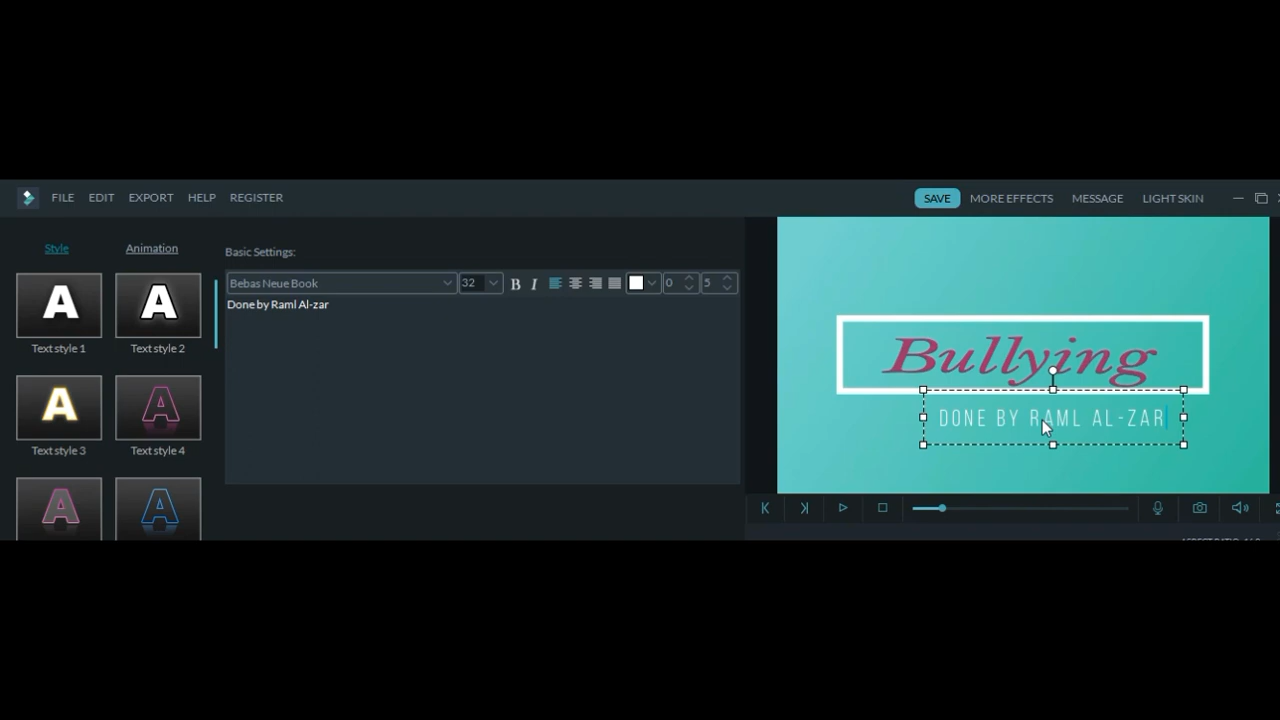 FILE EDIT EXPORT HELP REGISTER SAVE MORE EFFECTS MESSAGE LIGHT SKIN
Style Animation
Basic Settings:
Bebas Neue Book 32 B I 0 5
Done by Raml Al-zar
A A
Text style 1 Text style 2
A A
Text style 3 Text style 4
A A
Bullying
DONE BY RAML AL-ZAR